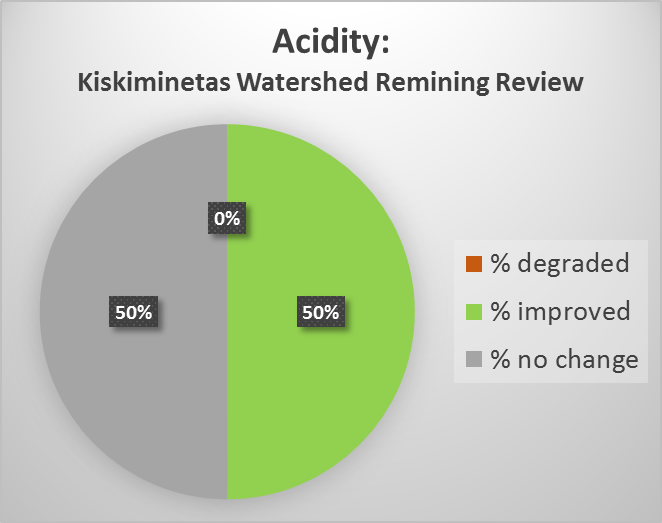 Acidity:
Kiskiminetas Watershed Remining Review
0%
50%
50%
% degraded
% improved
% no change